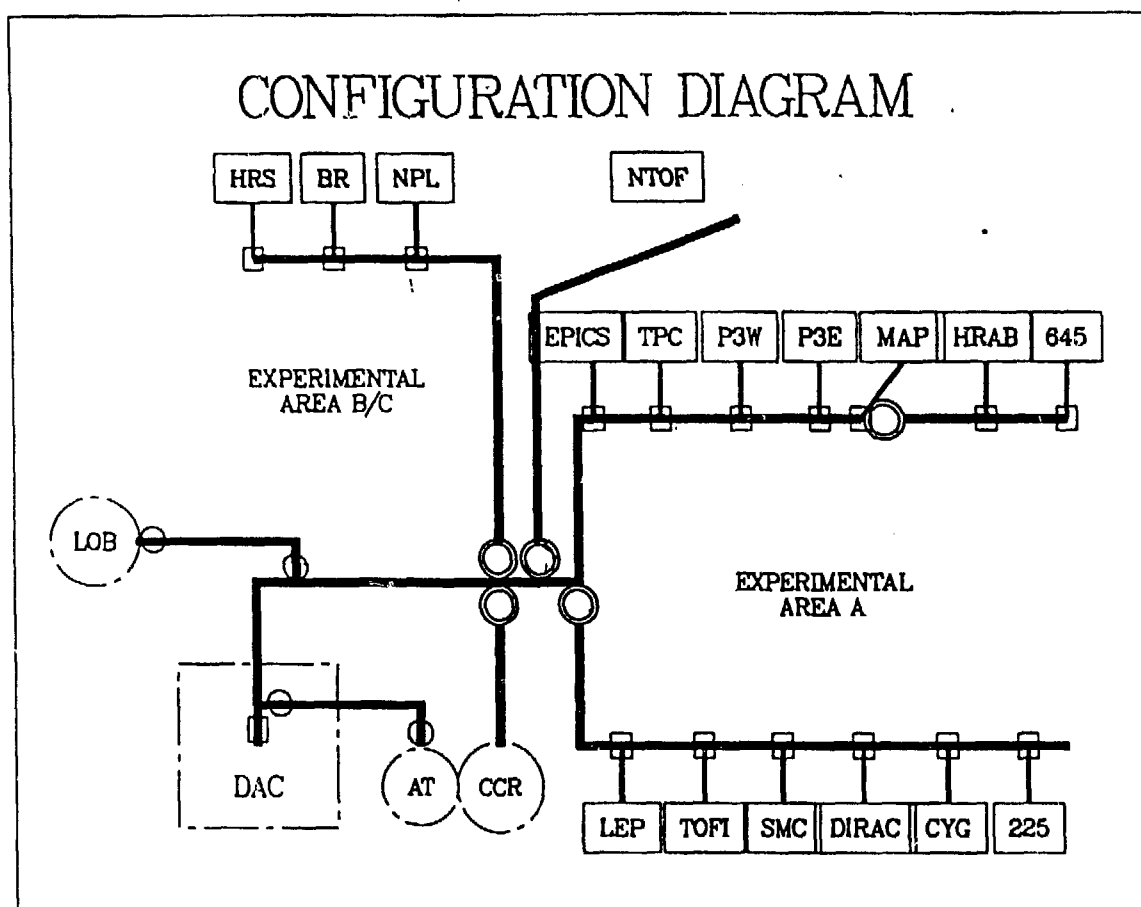 CONFIGURATION DIAGRAM
HRS
BR
NPL
NTOF
EPICS
TPC
P3W
P3E
MAP
HRAB
645
EXPERIMENTAL
AREA B/C
LOB
EXPERIMENTAL
AREA A
DAC
AT
CCR
LEP
TOFI
SMC
DIRAC
CYG
225